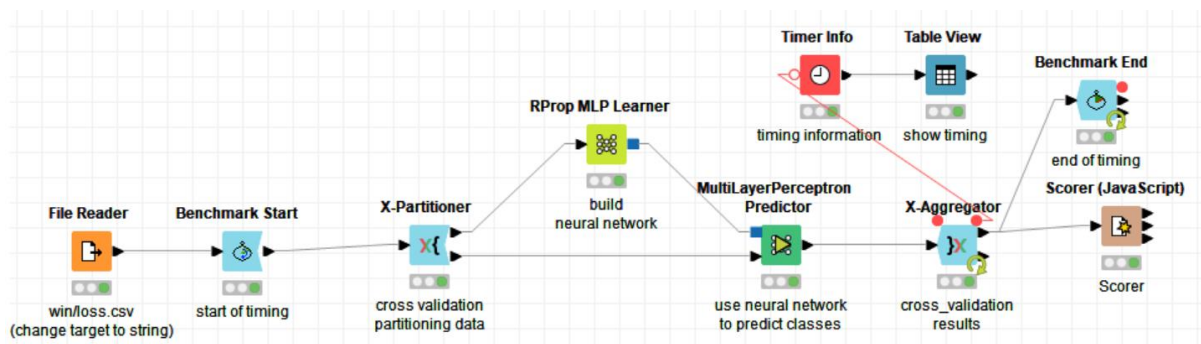 Timer Info
Table View
Benchmark End
RProp MLP Learner
timing information
show timing
end of timing
MultiLayerPerceptron
Predictor
X-Aggregator
Scorer (JavaScript)
build
neural network
File Reader
Benchmark Start
X-Partitioner
X{
}X
win/loss.csv
(change target to string)
start of timing
cross validation
partitioning data
use neural network
to predict classes
cross_validation
results
Scorer